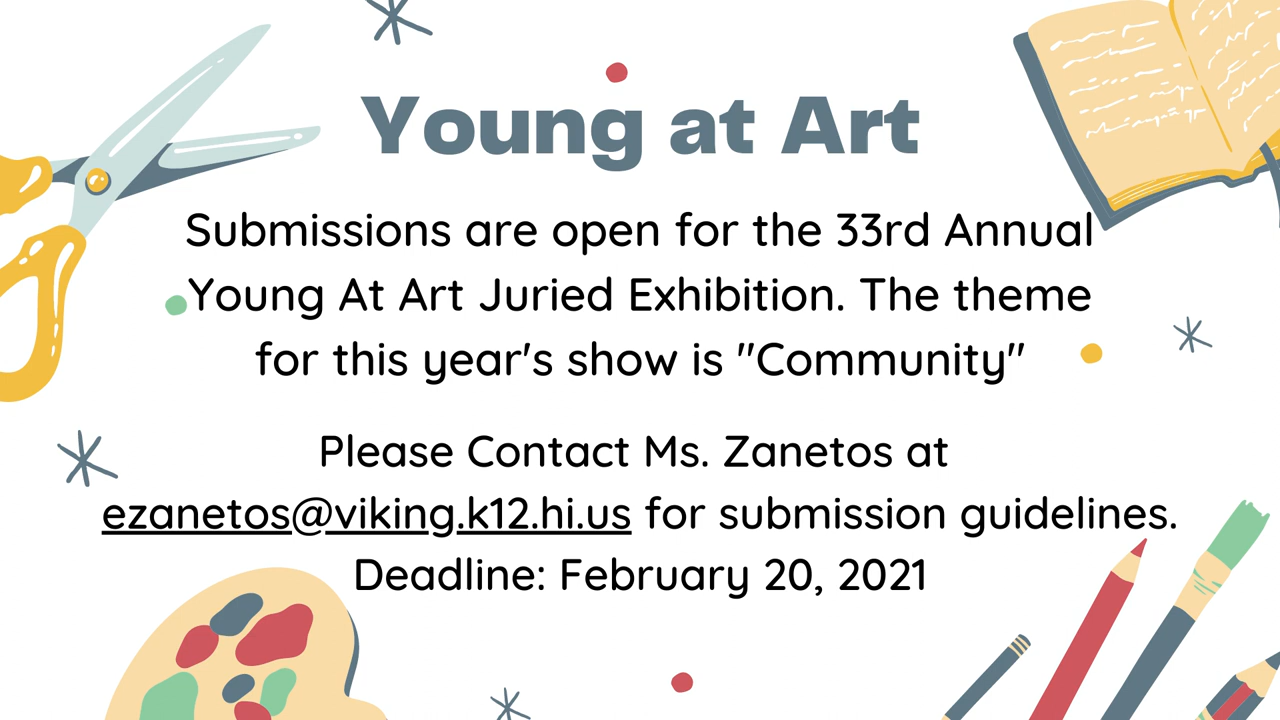 Young at Art
Submissions are open for the 33rd Annual
Young At Art Juried Exhibition. The theme
for this year's show is "Community"
Please Contact Ms. Zanetos at
ezanetos@viking.k12.hi.us for submission guidelines.
Deadline: February 20, 2021